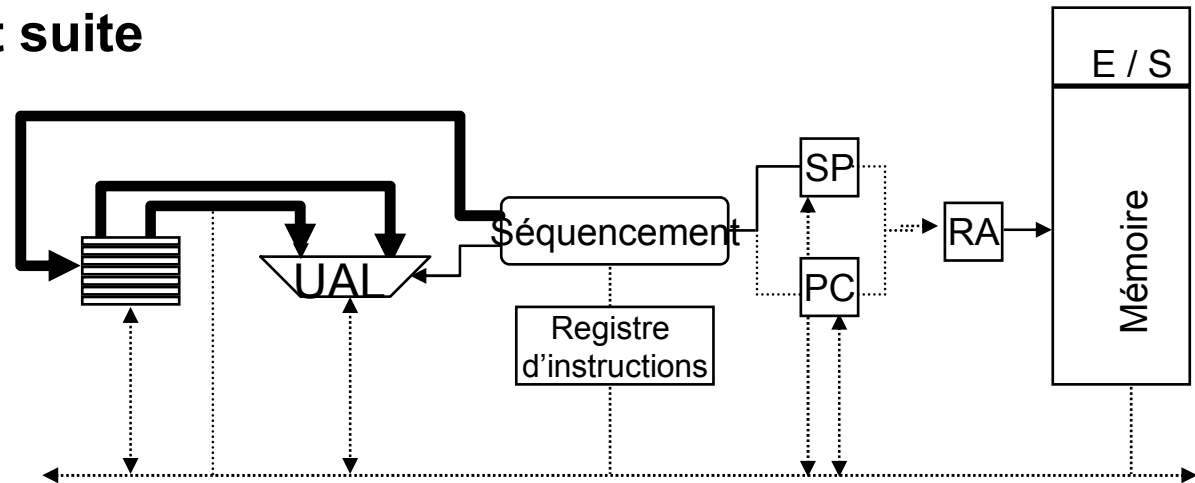 t suite
E / S
SP
Séquencement
RA
UAL
PC
Registre
d'instructions
Mémoire